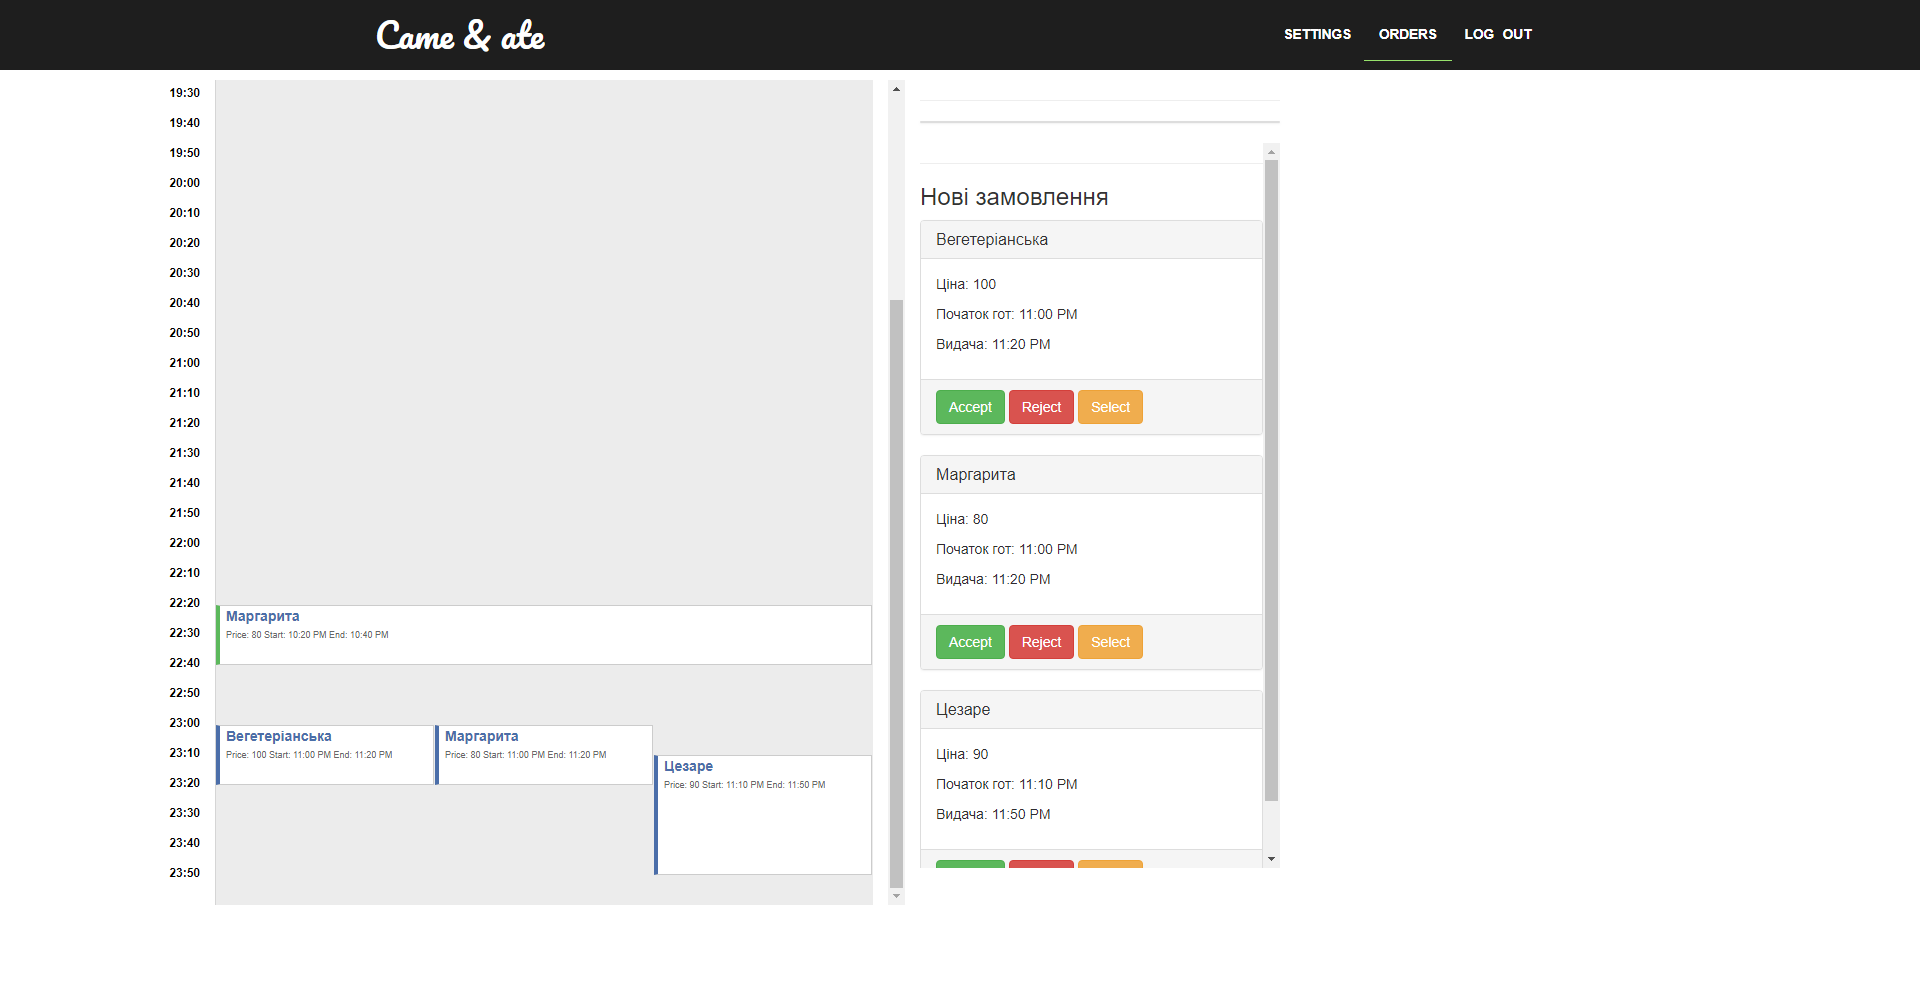 Came & ate
SETTINGS
ORDERS
LOG OUT
19:30
19:40
19:50
20:00
20:10
20:20
20:30
20:40
20:50
21:00
21:10
21:20
21:30
21:40
21:50
22:00
22:10
22:20
22:30
22:40
22:50
23:00
23:10
23:20
23:30
23:40
23:50
Маргарита
Price: 80 Start: 10:20 PM End: 10:40 PM
Вегетеріанська
Price: 100 Start: 11:00 PM End: 11:20 PM
Маргарита
Price: 80 Start: 11:00 PM End: 11:20 PM
Цезаре
Price: 90 Start: 11:10 PM End: 11:50 PM
Нові замовлення
Вегетеріанська
Ціна: 100
Початок гот: 11:00 PM
Видача: 11:20 PM
Accept Reject Select
Маргарита
Ціна: 80
Початок гот: 11:00 PM
Видача: 11:20 PM
Accept Reject Select
Цезаре
Ціна: 90
Початок гот: 11:10 PM
Видача: 11:50 PM